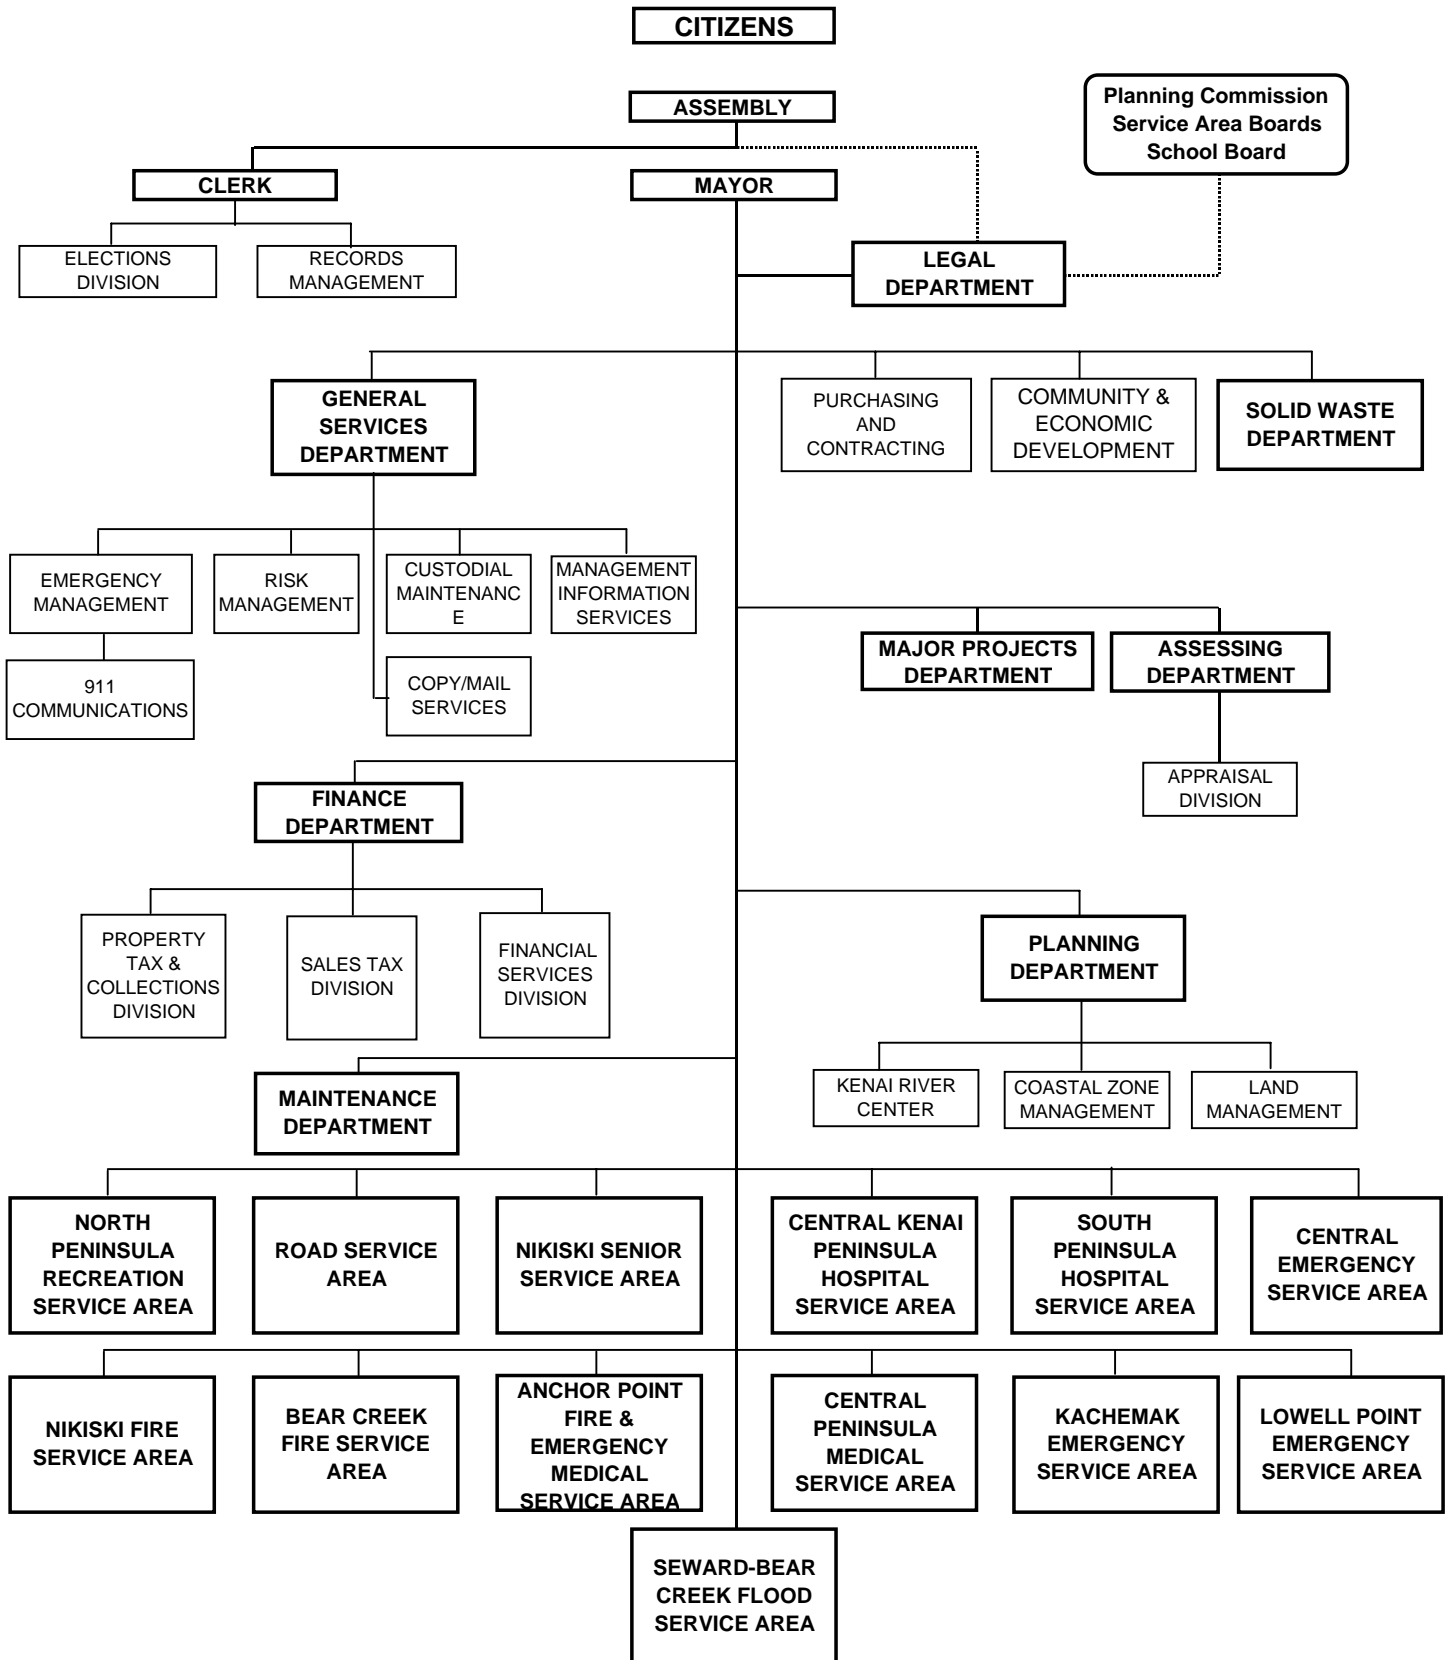 CITIZENS
ASSEMBLY
Planning Commission
Service Area Boards
School Board
CLERK
MAYOR
ELECTIONS
DIVISION
RECORDS
MANAGEMENT
LEGAL
DEPARTMENT
GENERAL
SERVICES
DEPARTMENT
PURCHASING
AND
CONTRACTING
COMMUNITY &
ECONOMIC
DEVELOPMENT
SOLID WASTE
DEPARTMENT
EMERGENCY
MANAGEMENT
RISK
MANAGEMENT
CUSTODIAL
MAINTENANC
E
MANAGEMENT
INFORMATION
SERVICES
911
COMMUNICATIONS
COPY/MAIL
SERVICES
MAJOR PROJECTS
DEPARTMENT
ASSESSING
DEPARTMENT
APPRAISAL
DIVISION
FINANCE
DEPARTMENT
PROPERTY
TAX &
COLLECTIONS
DIVISION
SALES TAX
DIVISION
FINANCIAL
SERVICES
DIVISION
PLANNING
DEPARTMENT
KENAI RIVER
CENTER
COASTAL ZONE
MANAGEMENT
LAND
MANAGEMENT
MAINTENANCE
DEPARTMENT
NORTH
PENINSULA
RECREATION
SERVICE AREA
ROAD SERVICE
AREA
NIKISKI SENIOR
SERVICE AREA
CENTRAL KENAI
PENINSULA
HOSPITAL
SERVICE AREA
SOUTH
PENINSULA
HOSPITAL
SERVICE AREA
CENTRAL
EMERGENCY
SERVICE AREA
NIKISKI FIRE
SERVICE AREA
BEAR CREEK
FIRE SERVICE
AREA
ANCHOR POINT
FIRE &
EMERGENCY
MEDICAL
SERVICE AREA
CENTRAL
PENINSULA
MEDICAL
SERVICE AREA
KACHEMAK
EMERGENCY
SERVICE AREA
LOWELL POINT
EMERGENCY
SERVICE AREA
SEWARD-BEAR
CREEK FLOOD
SERVICE AREA